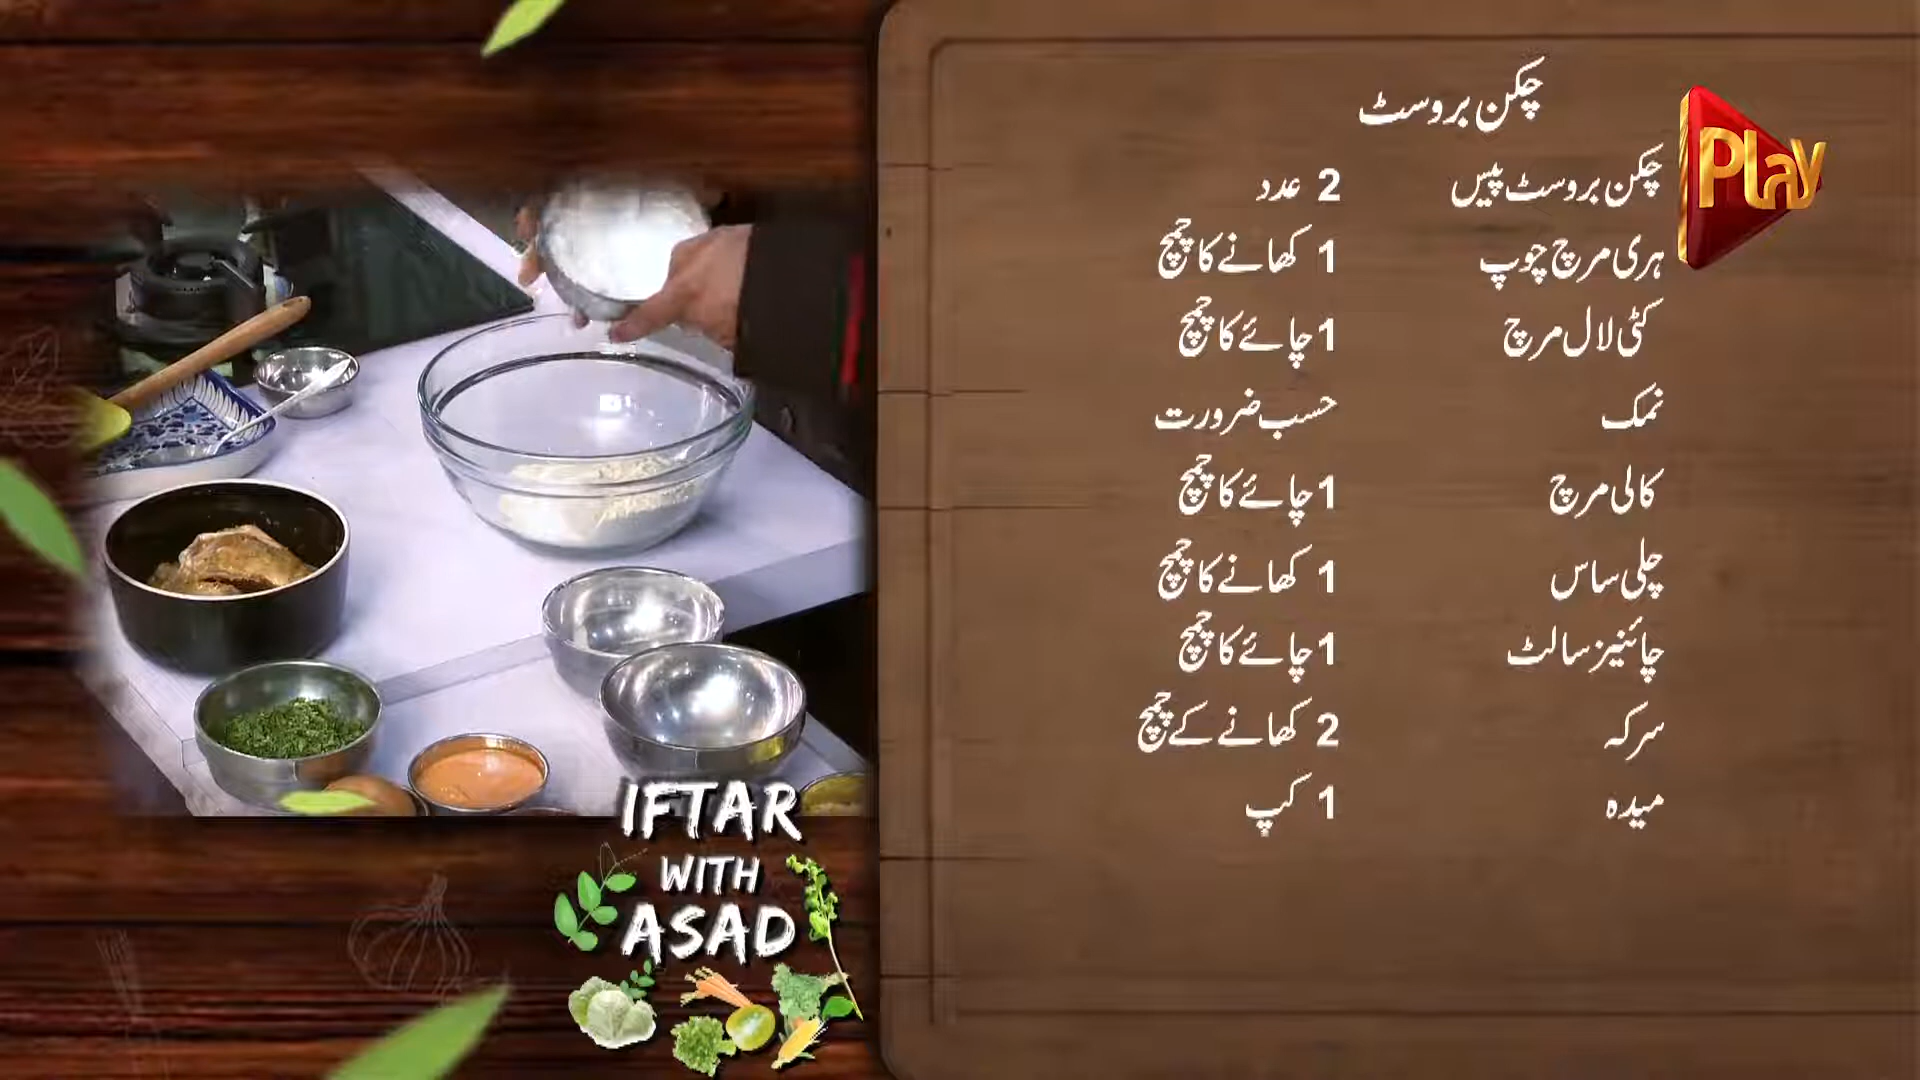 چکن بروسٹ
چکن بروسٹ پیس 2 عدد
ہری مرچ چوپ 1 کھانے کا چمچ
کٹی لال مرچ 1 چائے کا چمچ
نمک حسب ضرورت
کالی مرچ 1 چائے کا چمچ
چلی ساس 1 کھانے کا چمچ
چائنیز سالٹ 1 چائے کا چمچ
سرکہ 2 کھانے کے چمچ
میدہ 1 کپ
Play
IFTAR
WITH
ASAD